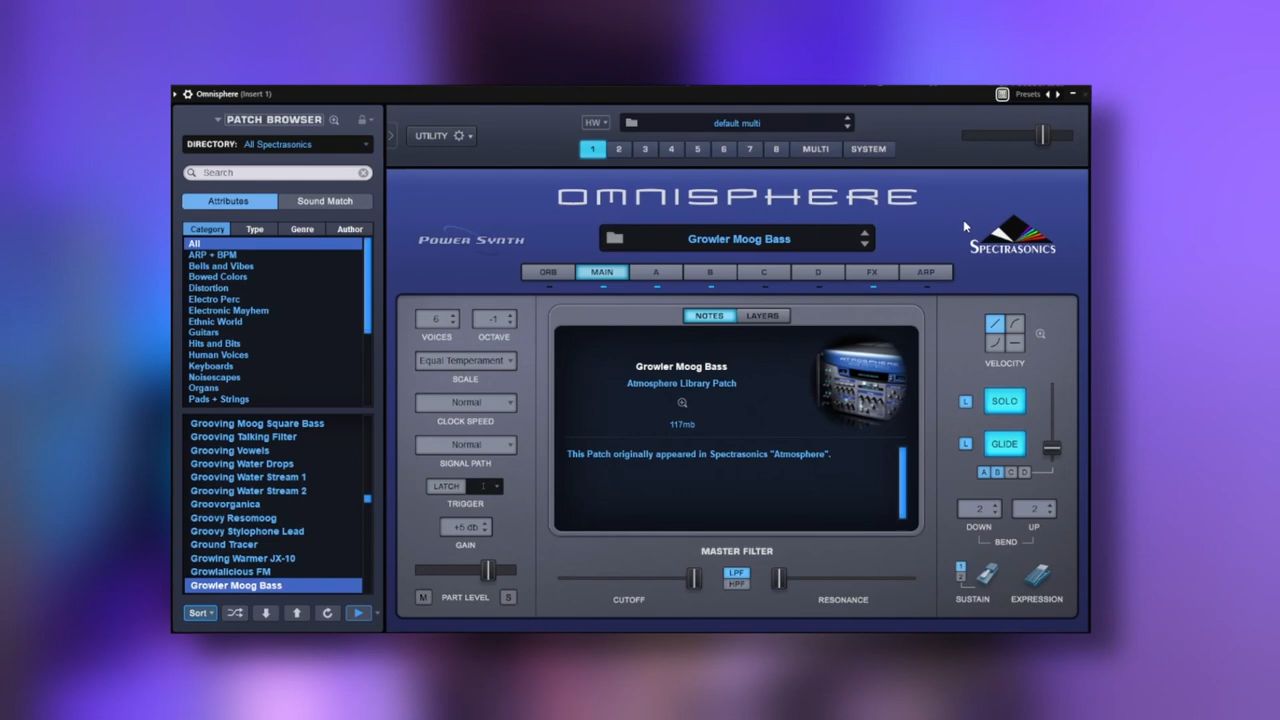 Omnisphere (Insert 1)
Presets
PATCH BROWSER
DIRECTORY: All Spectrasonics
Search
Attributes Sound Match
Category Type Genre Author
All
ARP + BPM
Bells and Vibes
Bowed Colors
Distortion
Electro Perc
Electronic Mayhem
Ethnic World
Guitars
Hits and Bits
Human Voices
Keyboards
Noisescapes
Organs
Pads + Strings
Grooving Moog Square Bass
Grooving Talking Filter
Grooving Vowels
Grooving Water Drops
Grooving Water Stream 1
Grooving Water Stream 2
Groovorganica
Groovy Resomoog
Groovy Stylophone Lead
Ground Tracer
Growing Warmer JX-10
Growlalicious FM
Growler Moog Bass
Sort
UTILITY
HW
default multi
1 2 3 4 5 6 7 8 MULTI SYSTEM
OMNISPHERE
POWER SYNTH
Growler Moog Bass
SPECTRASONICS
ORB MAIN A B C D FX ARP
6 -1
VOICES OCTAVE
Equal Temperament
SCALE
Normal
CLOCK SPEED
Normal
SIGNAL PATH
LATCH
TRIGGER
+5 db
GAIN
M PART LEVEL S
NOTES LAYERS
Growler Moog Bass
Atmosphere Library Patch
117mb
This Patch originally appeared in Spectrasonics "Atmosphere".
MASTER FILTER
LPF
HPF
CUTOFF RESONANCE
VELOCITY
L SOLO
L GLIDE
A B C D
2 2
DOWN UP
BEND
1
2
SUSTAIN EXPRESSION